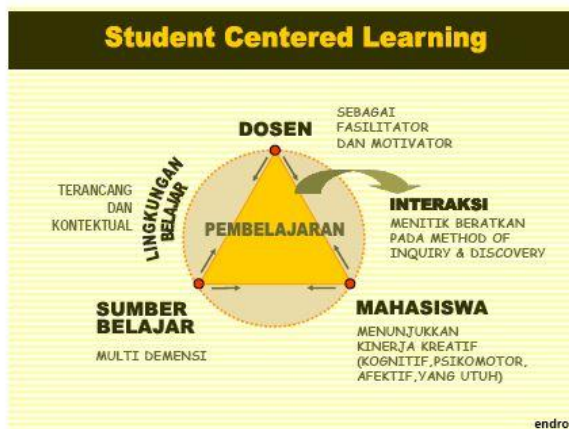 Student Centered Learning
DOSEN
SEBAGAI
FASILITATOR
DAN MOTIVATOR
LINGKUNGAN
BELAJAR
TERANCANG
DAN
KONTEKTUAL
PEMBELAJARAN
INTERAKSI
MENITIK BERATKAN
PADA METHOD OF
INQUIRY & DISCOVERY
SUMBER
BELAJAR
MULTI DEMENSI
MAHASISWA
MENUNJUKKAN
KINERJA KREATIF
(KOGNITIF,PSIKOMOTOR,
AFEKTIF,YANG UTUH)
endro